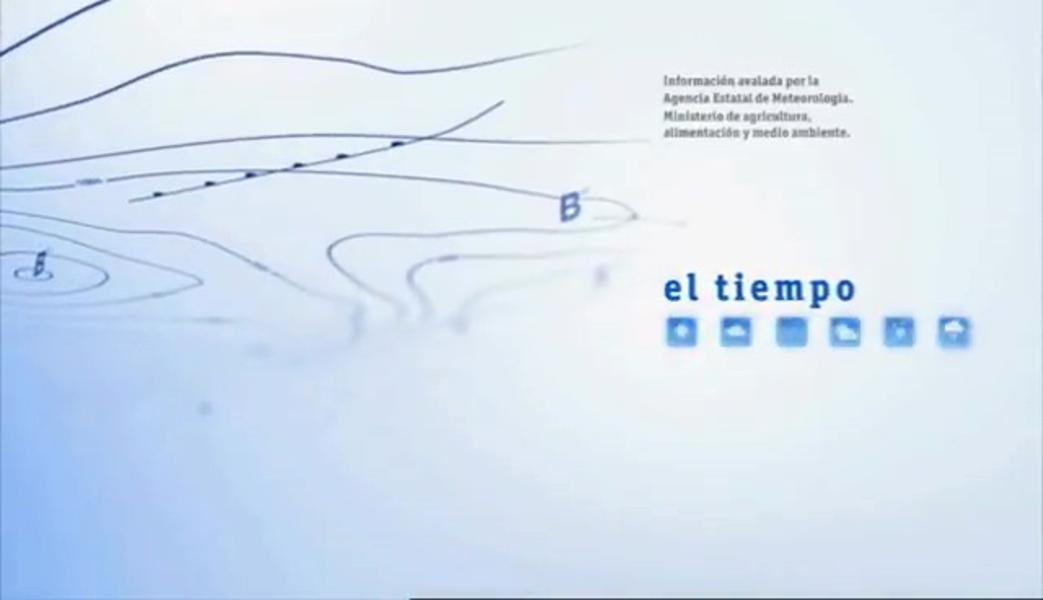 Información avalada por la
Agencia Estatal de Meteorología.
Ministerio de agricultura,
alimentación y medio ambiente.
B
el tiempo